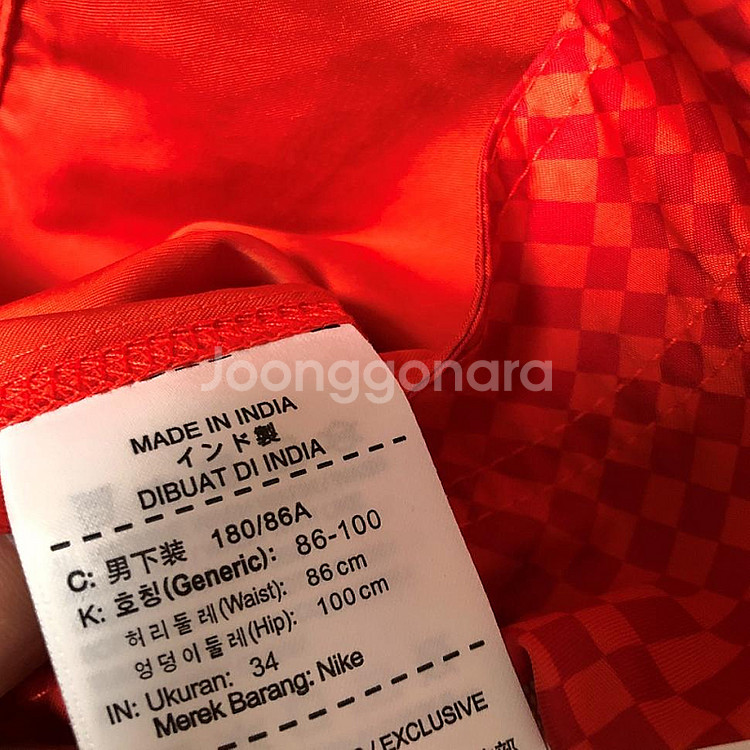 Joonggonara
MADE IN INDIA
インド製
DIBUAT DI INDIA
C: 男下装 180/86A
K: 호칭(Generic): 86-100
허리둘레(Waist): 86 cm
엉덩이둘레(Hip): 100 cm
IN: Ukuran: 34
Merek Barang: Nike
/ EXCLUSIVE